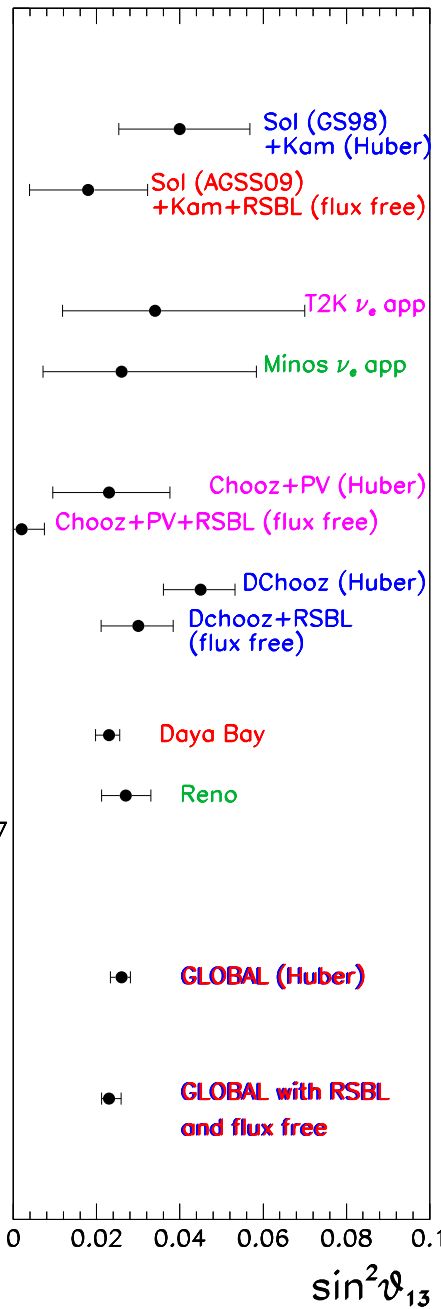 Sol (GS98)
+Kam (Huber)
Sol (AGSS09)
+Kam+RSBL (flux free)
T2K νₑ app
Minos νₑ app
Chooz+PV (Huber)
Chooz+PV+RSBL (flux free)
DChooz (Huber)
Dchooz+RSBL
(flux free)
Daya Bay
Reno
7
GLOBAL (Huber)
GLOBAL with RSBL
and flux free
0 0.02 0.04 0.06 0.08 0.1
sin²ϑ₁₃